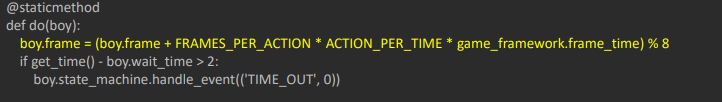 @staticmethod
def do(boy):
boy.frame = (boy.frame + FRAMES_PER_ACTION * ACTION_PER_TIME * game_framework.frame_time) % 8
if get_time() - boy.wait_time > 2:
boy.state_machine.handle_event(('TIME_OUT', 0))